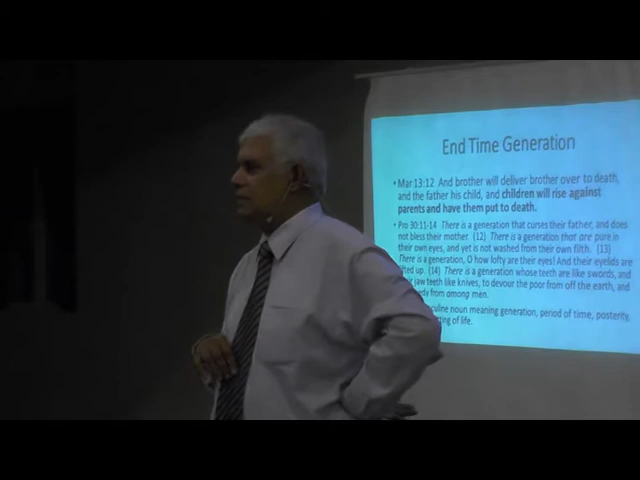 End Time Generation
• Mar 13:12 And brother will deliver brother over to death,
and the father his child, and children will rise against
parents and have them put to death.
• Pro 30:11-14 There is a generation that curses their father, and does
not bless their mother. (12) There is a generation that are pure in
their own eyes, and yet is not washed from their own filth. (13)
There is a generation, O how lofty are their eyes! And their eyelids are
lifted up. (14) There is a generation whose teeth are like swords, and
jaw teeth like knives, to devour the poor from off the earth, and
from among men.
noun meaning generation, period of time, posterity,
of life.